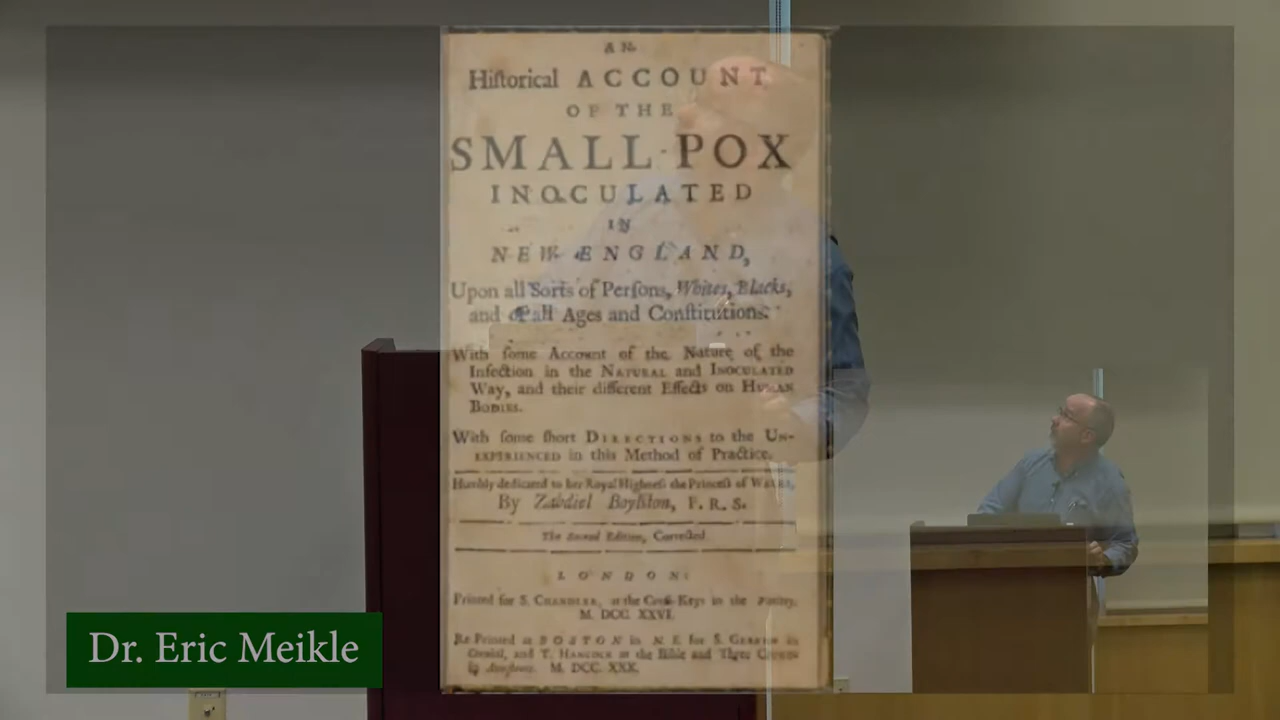 AN
Hiſtorical ACCOUNT
OF THE
SMALL-POX
INOCULATED
IN
NEW ENGLAND,
Upon all Sorts of Perſons, Whites, Blacks,
and of all Ages and Conſtitutions.
With ſome Account of the Nature of the
Infection in the NATURAL and INOCULATED
Way, and their different Effects on HUMAN
BODIES.
With ſome ſhort DIRECTIONS to the UN-
EXPERIENCED in this Method of Practice.
Humbly dedicated to her Royal Highneſs the Princeſs of WALES,
By Zabdiel Boylſton, F. R. S.
The Second Edition, Corrected.
LONDON:
Printed for S. CHANDLER, at the Croſs-Keys in the Poultry.
M. DCC. XXVI.
Re-Printed at BOSTON in N. E. for S. GERRISH in
Cornhil, and T. HANCOCK at the Bible and Three Crowns
in M. DCC. XXX.
Dr. Eric Meikle